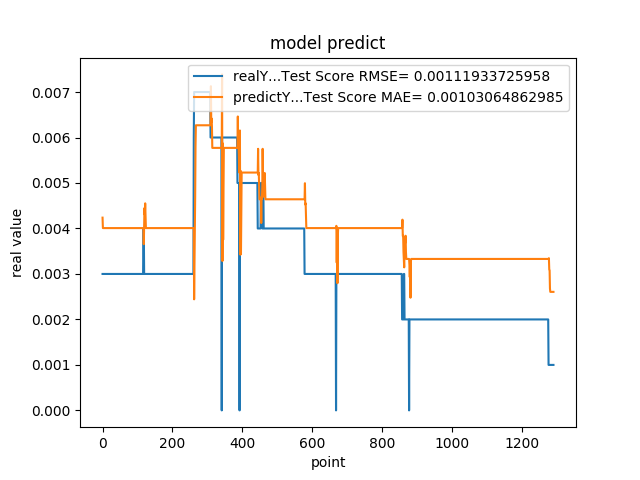 model predict
realY...Test Score RMSE= 0.00111933725958
predictY...Test Score MAE= 0.00103064862985
real value
0.007
0.006
0.005
0.004
0.003
0.002
0.001
0.000
0 200 400 600 800 1000 1200
point